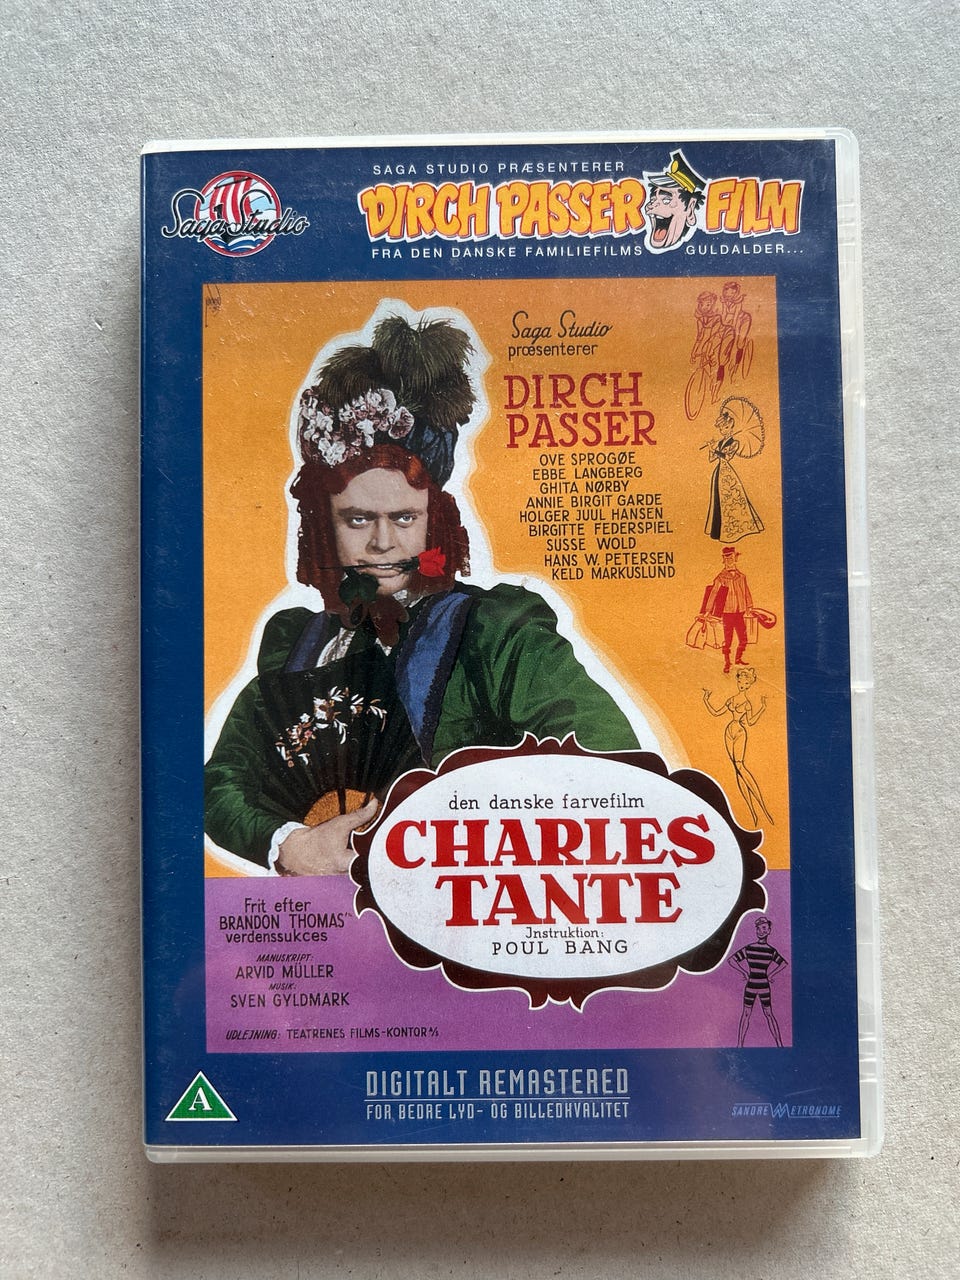 Saga Studio
SAGA STUDIO PRÆSENTERER
DIRCH PASSER FILM
FRA DEN DANSKE FAMILIEFILMS GULDALDER...
Saga Studio
præsenterer
DIRCH
PASSER
OVE SPROGØE
EBBE LANGBERG
GHITA NØRBY
ANNIE BIRGIT GARDE
HOLGER JUUL HANSEN
BIRGITTE FEDERSPIEL
SUSSE WOLD
HANS W. PETERSEN
KELD MARKUSLUND
den danske farvefilm
CHARLES
TANTE
Instruktion:
POUL BANG
Frit efter
BRANDON THOMAS'
verdenssukces
MANUSKRIPT:
ARVID MÜLLER
MUSIK:
SVEN GYLDMARK
UDLEJNING: TEATRENES FILMS-KONTOR A/S
DIGITALT REMASTERED
FOR BEDRE LYD- OG BILLEDKVALITET
A
SANDREW METRONOME